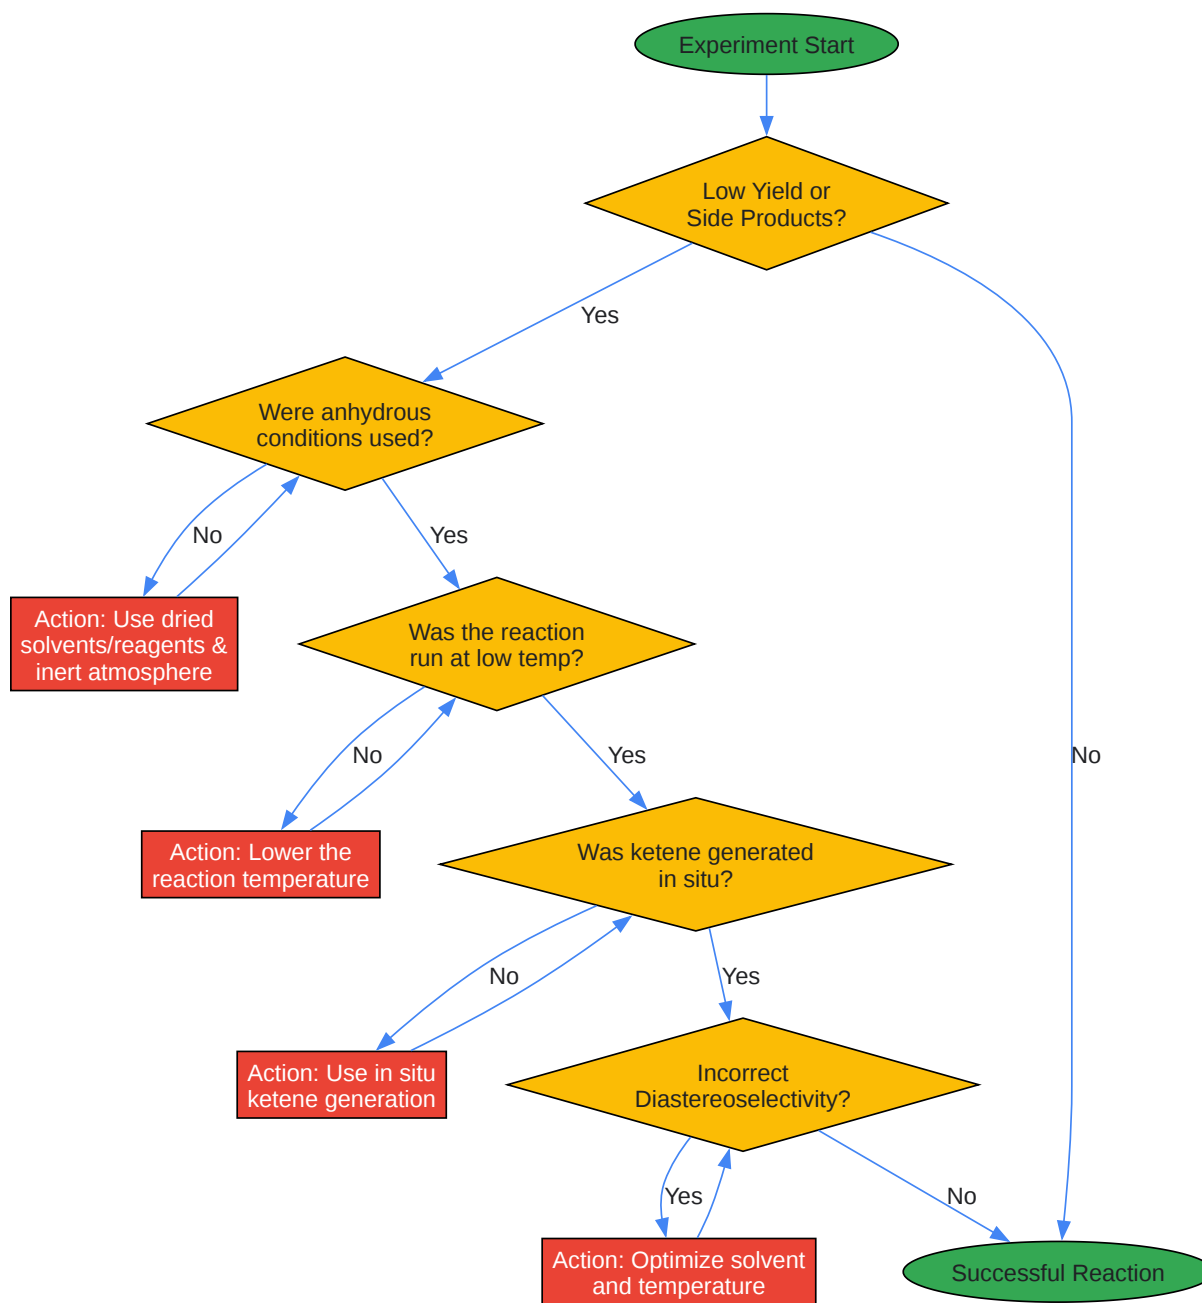 Experiment Start
Low Yield or
Side Products?
Yes
Were anhydrous
conditions used?
No
Yes
Action: Use dried
solvents/reagents &
inert atmosphere
Was the reaction
run at low temp?
No
Yes
No
Action: Lower the
reaction temperature
Was ketene generated
in situ?
No
Yes
Action: Use in situ
ketene generation
Incorrect
Diastereoselectivity?
Yes
No
Action: Optimize solvent
and temperature
Successful Reaction